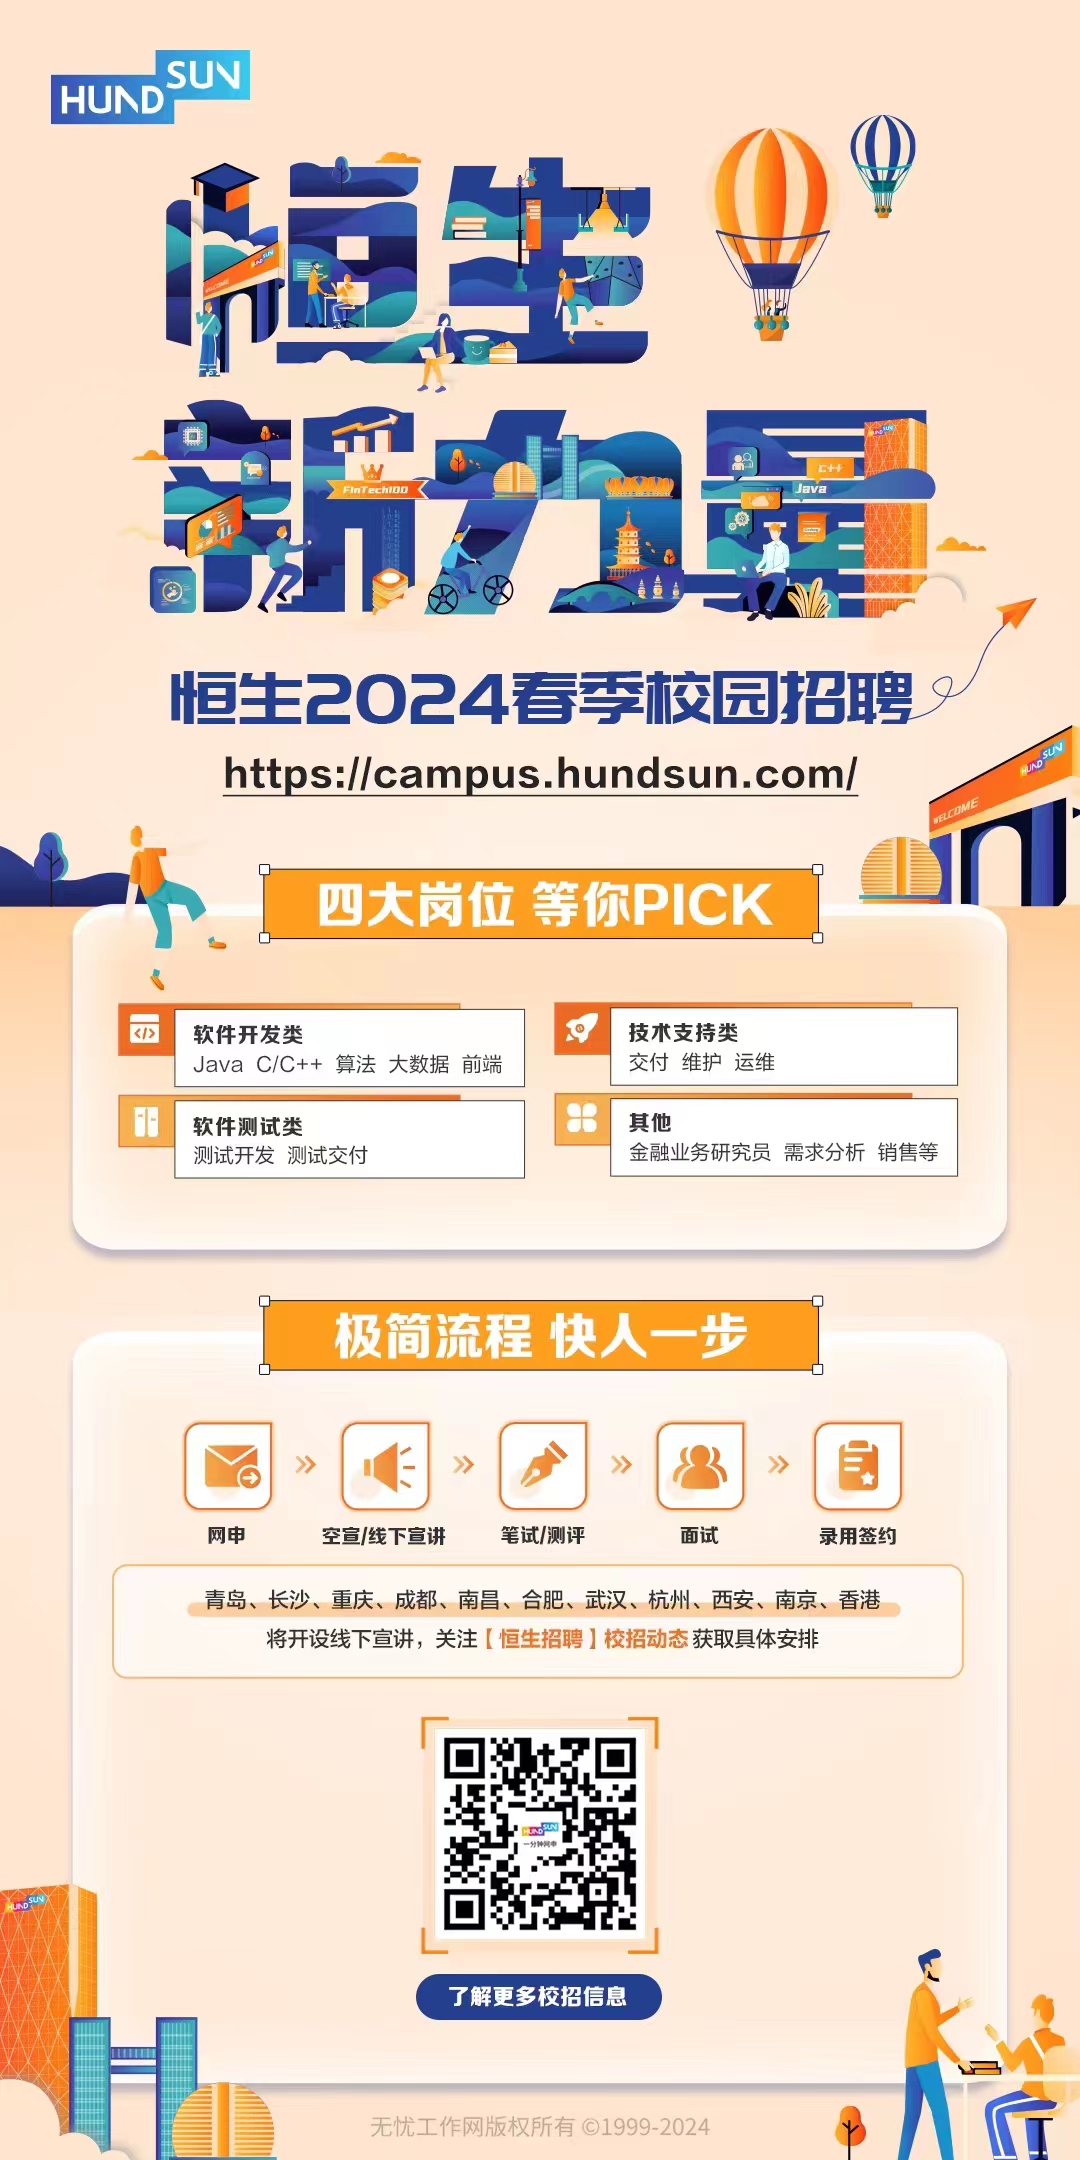 HUNDSUN
恒生
HUNDSUN
WELCOME
新力量
HUNDSUN
FinTech100
C++
Java
恒生2024春季校园招聘
https://campus.hundsun.com/
HUNDSUN
WELCOME
四大岗位 等你PICK
软件开发类
Java C/C++ 算法 大数据 前端
技术支持类
交付 维护 运维
软件测试类
测试开发 测试交付
其他
金融业务研究员 需求分析 销售等
极简流程 快人一步
网申
空宣/线下宣讲
笔试/测评
面试
录用签约
青岛、长沙、重庆、成都、南昌、合肥、武汉、杭州、西安、南京、香港
将开设线下宣讲，关注【恒生招聘】校招动态 获取具体安排
HUNDSUN
一分钟网申
了解更多校招信息
HUNDSUN
无忧工作网版权所有 ©1999-2024